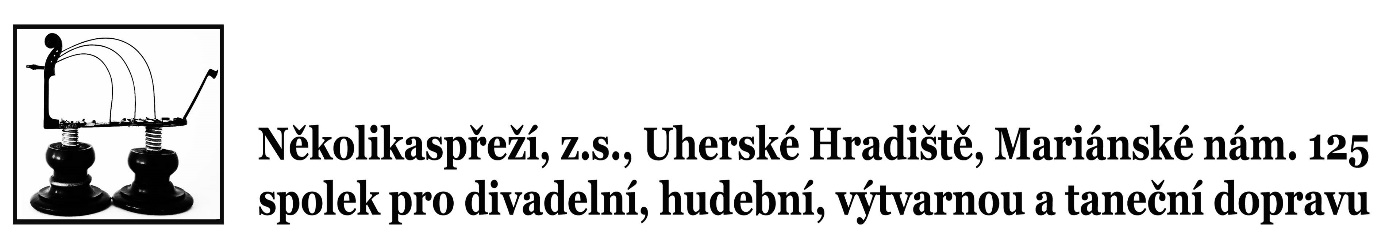 Několikaspřeží, z.s., Uherské Hradiště, Mariánské nám. 125
spolek pro divadelní, hudební, výtvarnou a taneční dopravu